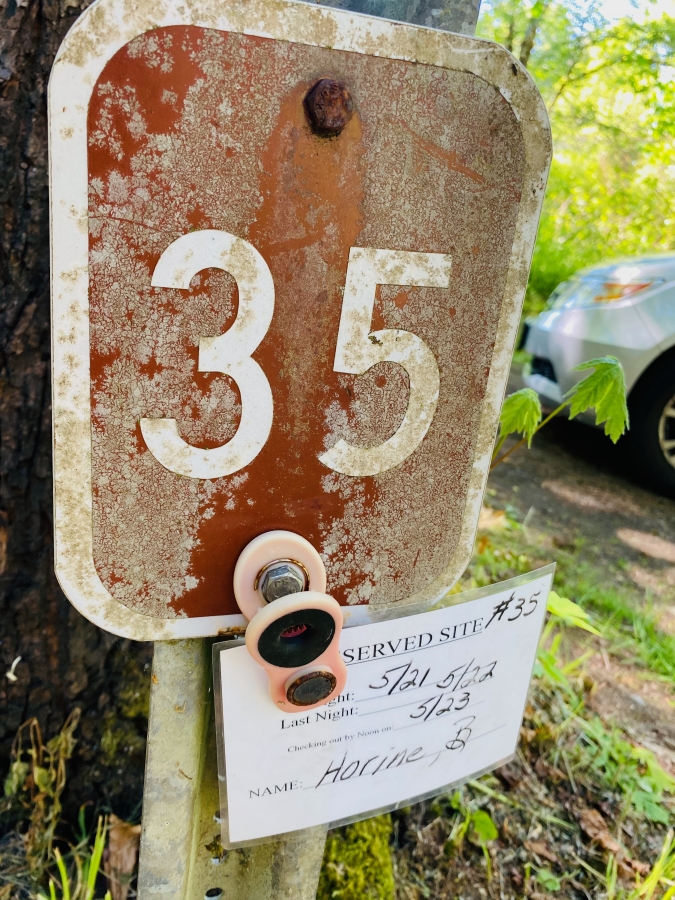 35
SERVED SITE #35
ht: 5/21 5/22
Last Night: 5/23
Checking out by Noon on:
NAME: Horine, B